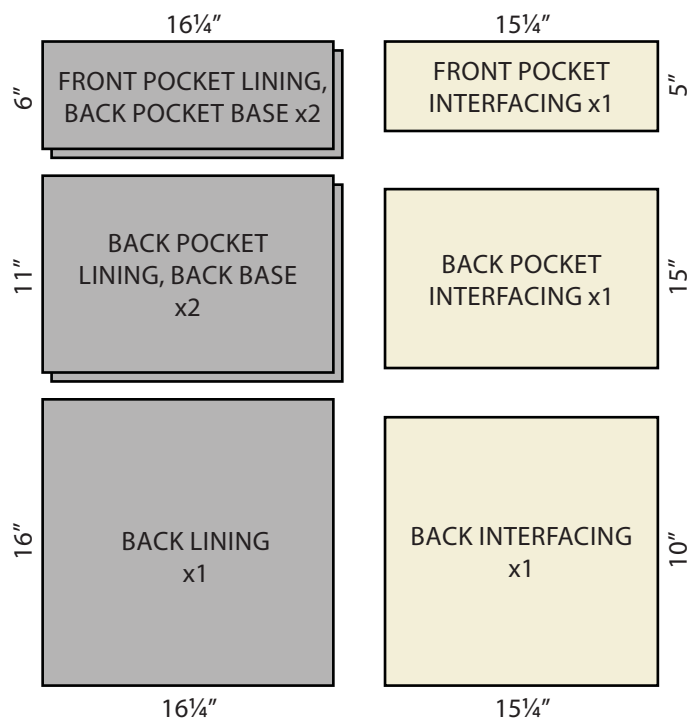 16¼”
6”
FRONT POCKET LINING,
BACK POCKET BASE x2
11”
BACK POCKET
LINING, BACK BASE
x2
16”
BACK LINING
x1
16¼”
15¼”
FRONT POCKET
INTERFACING x1
5”
BACK POCKET
INTERFACING x1
15”
BACK INTERFACING
x1
10”
15¼”